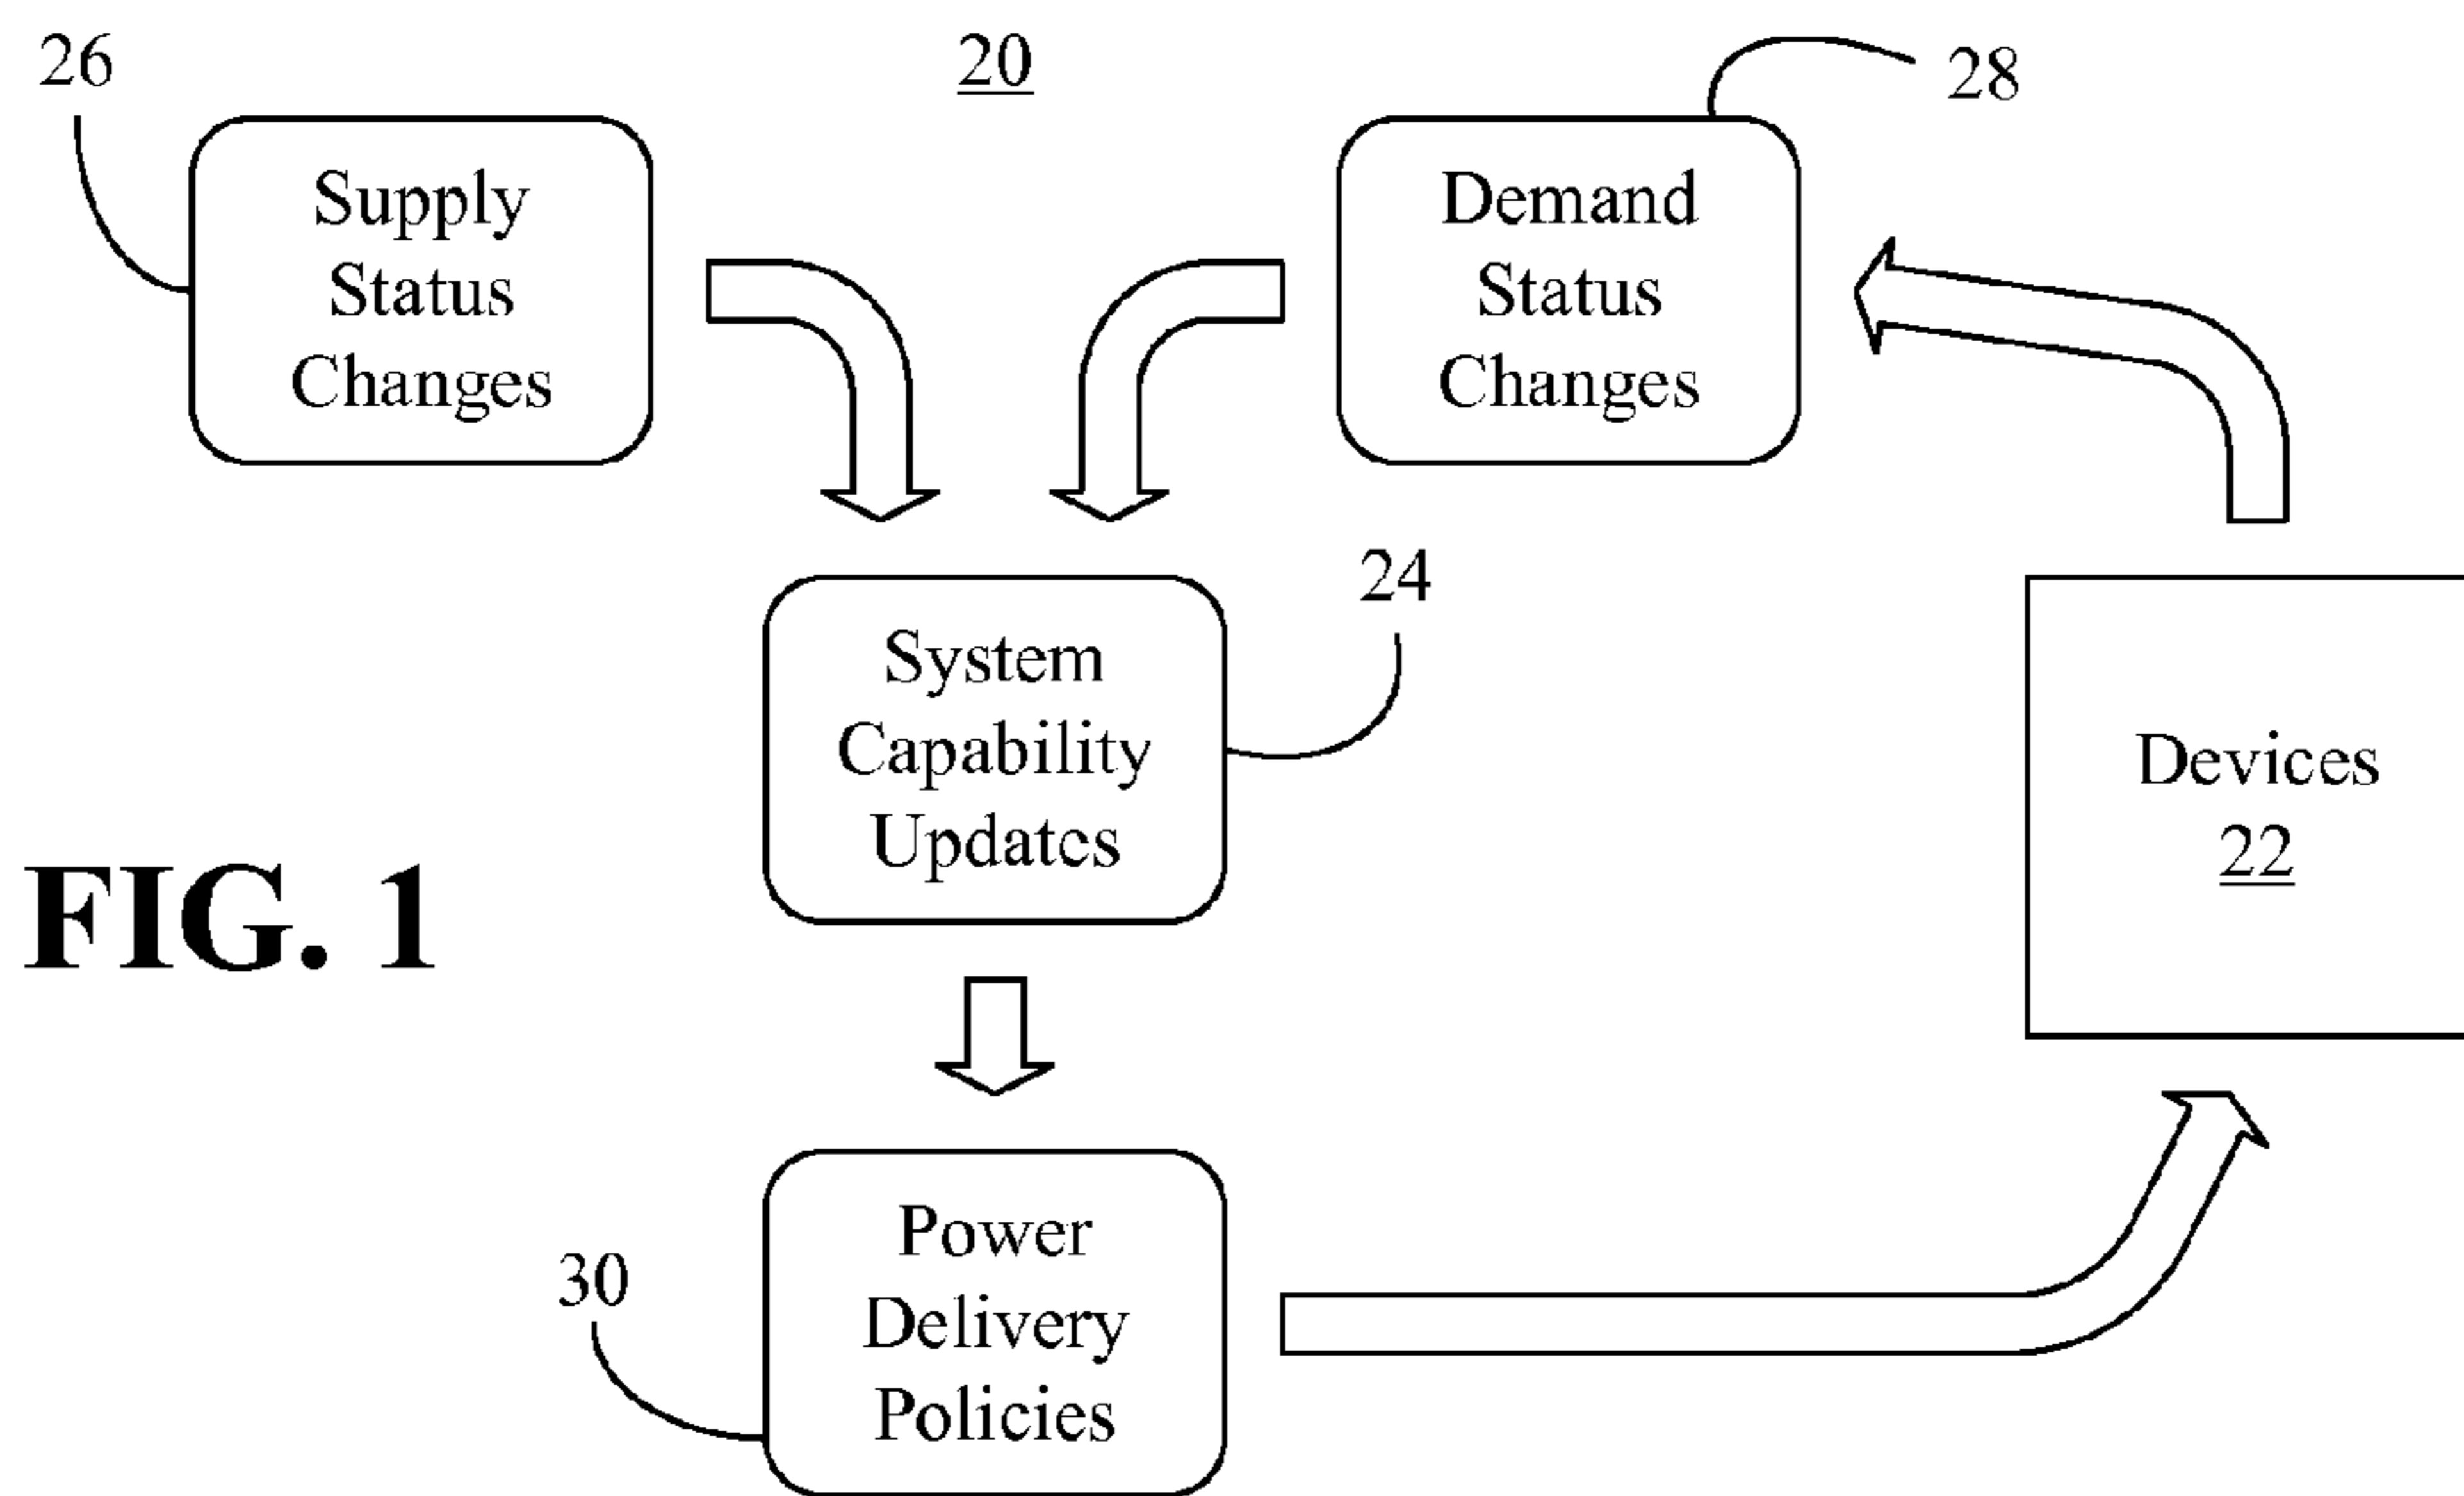 26
20
28
Supply
Status
Changes
Demand
Status
Changes
24
System
Capability
Updates
Devices
22
FIG. 1
30
Power
Delivery
Policies